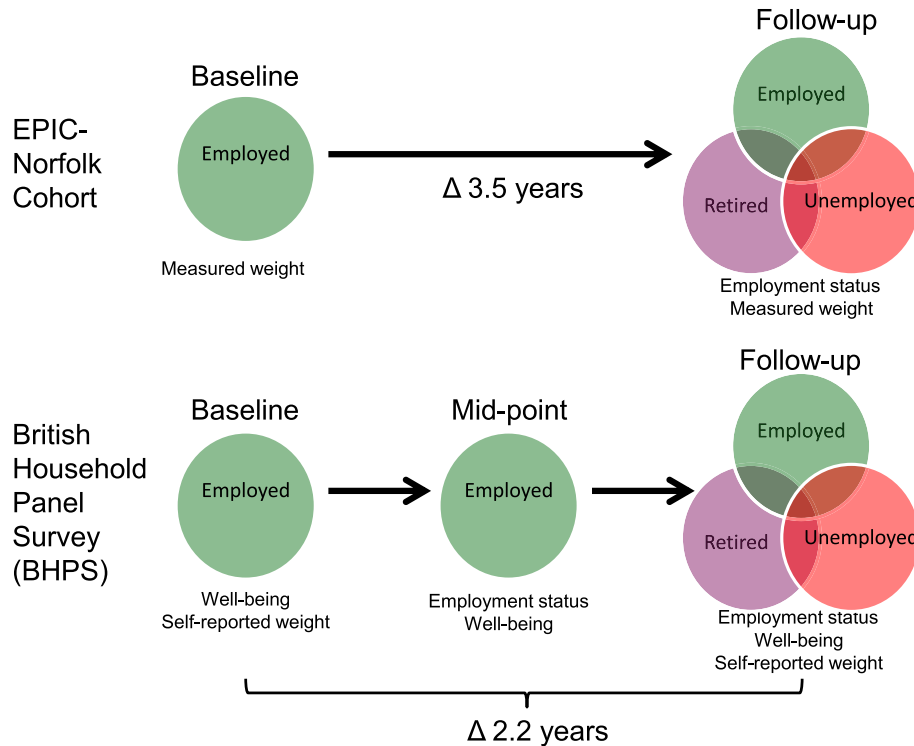 Follow-up
Baseline
EPIC-
Norfolk
Cohort
Employed
Δ 3.5 years
Employed
Retired
Unemployed
Measured weight
Employment status
Measured weight
Follow-up
Baseline
Mid-point
British
Household
Panel
Survey
(BHPS)
Employed
Employed
Employed
Retired
Unemployed
Well-being
Self-reported weight
Employment status
Well-being
Employment status
Well-being
Self-reported weight
Δ 2.2 years